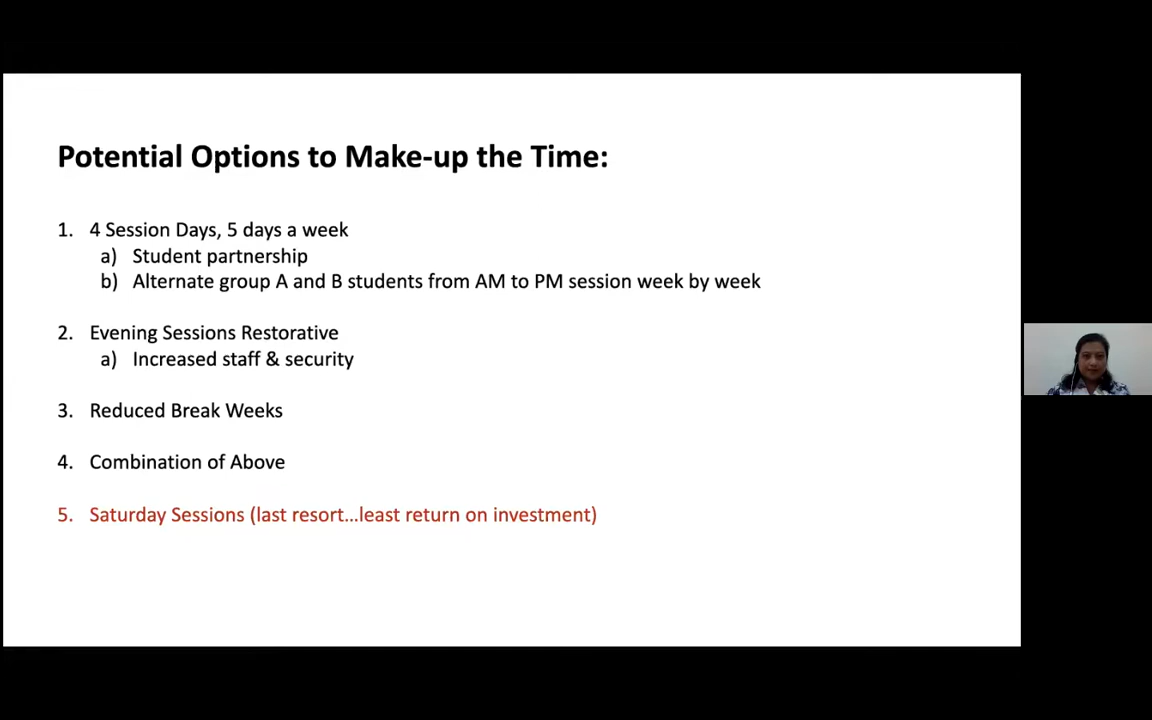 Potential Options to Make-up the Time:
1. 4 Session Days, 5 days a week
a) Student partnership
b) Alternate group A and B students from AM to PM session week by week
2. Evening Sessions Restorative
a) Increased staff & security
3. Reduced Break Weeks
4. Combination of Above
5. Saturday Sessions (last resort...least return on investment)